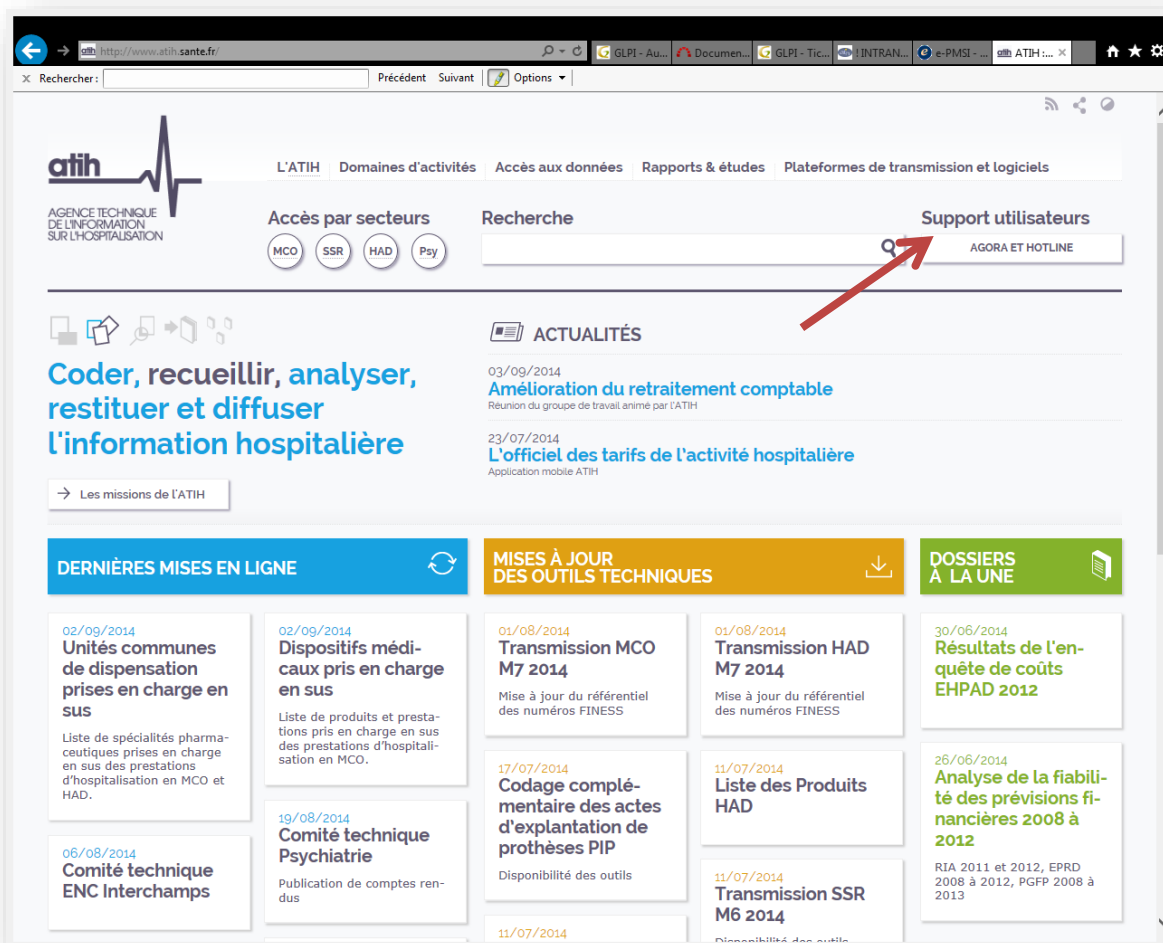 http://www.atih.sante.fr/
GLPI - Au...
Documen...
GLPI - Tic...
! INTRAN...
e-PMSI - ...
atih ATIH :... ×
x Rechercher :
Précédent Suivant
Options
atih
AGENCE TECHNIQUE
DE L'INFORMATION
SUR L'HOSPITALISATION
L'ATIH
Domaines d'activités
Accès aux données
Rapports & études
Plateformes de transmission et logiciels
Accès par secteurs
MCO
SSR
HAD
Psy
Recherche
Support utilisateurs
AGORA ET HOTLINE
Coder, recueillir, analyser,
restituer et diffuser
l'information hospitalière
→ Les missions de l'ATIH
ACTUALITÉS
03/09/2014
Amélioration du retraitement comptable
Réunion du groupe de travail animé par l'ATIH
23/07/2014
L'officiel des tarifs de l'activité hospitalière
Application mobile ATIH
DERNIÈRES MISES EN LIGNE
02/09/2014
Unités communes
de dispensation
prises en charge en
sus
Liste de spécialités pharma-
ceutiques prises en charge
en sus des prestations
d'hospitalisation en MCO et
HAD.
06/08/2014
Comité technique
ENC Interchamps
02/09/2014
Dispositifs médi-
caux pris en charge
en sus
Liste de produits et presta-
tions pris en charge en sus
des prestations d'hospitali-
sation en MCO.
19/08/2014
Comité technique
Psychiatrie
Publication de comptes ren-
dus
MISES À JOUR
DES OUTILS TECHNIQUES
01/08/2014
Transmission MCO
M7 2014
Mise à jour du référentiel
des numéros FINESS
17/07/2014
Codage complé-
mentaire des actes
d'explantation de
prothèses PIP
Disponibilité des outils
11/07/2014
01/08/2014
Transmission HAD
M7 2014
Mise à jour du référentiel
des numéros FINESS
11/07/2014
Liste des Produits
HAD
11/07/2014
Transmission SSR
M6 2014
Disponibilité des outils
DOSSIERS
À LA UNE
30/06/2014
Résultats de l'en-
quête de coûts
EHPAD 2012
26/06/2014
Analyse de la fiabili-
té des prévisions fi-
nancières 2008 à
2012
RIA 2011 et 2012, EPRD
2008 à 2012, PGFP 2008 à
2013